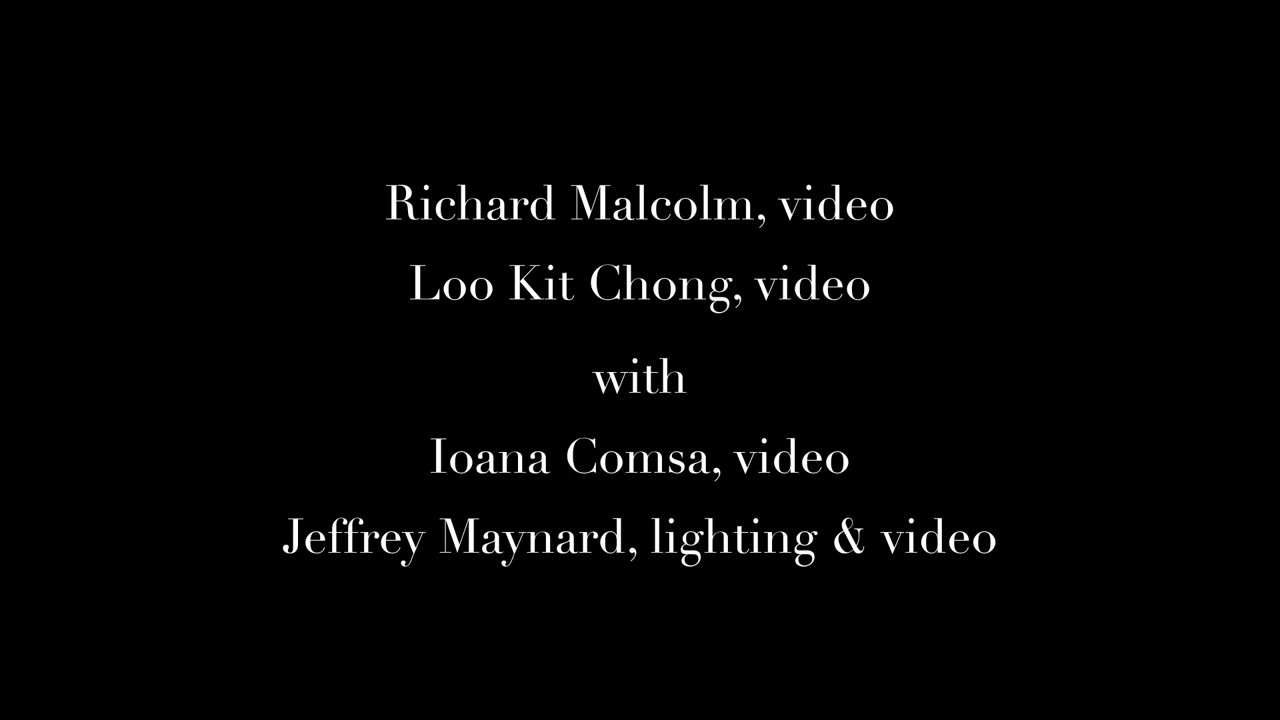 Richard Malcolm, video
Loo Kit Chong, video
with
Ioana Comsa, video
Jeffrey Maynard, lighting & video